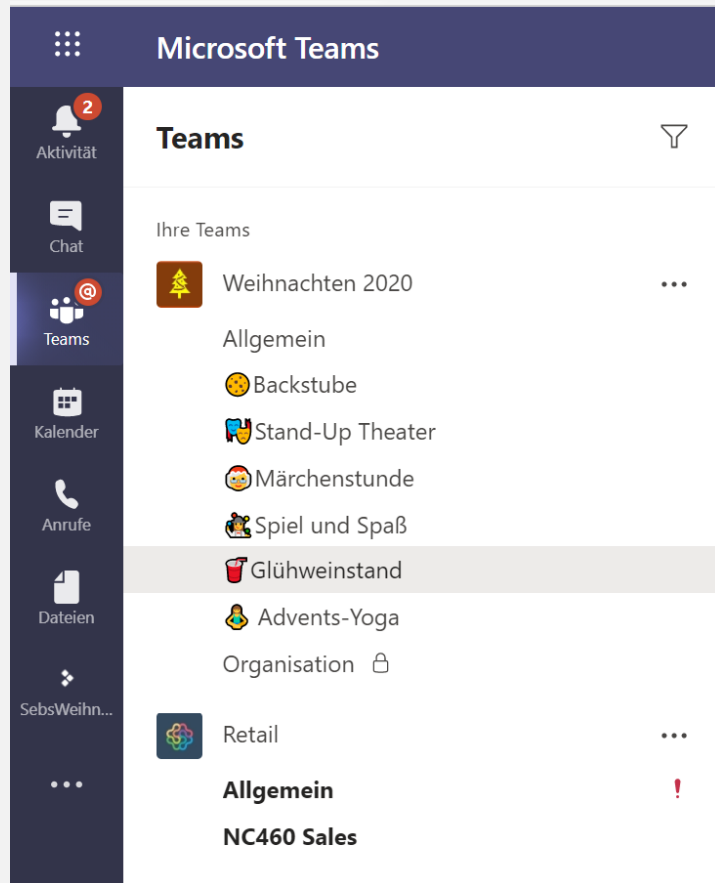 Microsoft Teams
2
Aktivität
Chat
@
Teams
Kalender
Anrufe
Dateien
SebsWeihn...
Teams
Ihre Teams
Weihnachten 2020
Allgemein
Backstube
Stand-Up Theater
Märchenstunde
Spiel und Spaß
Glühweinstand
Advents-Yoga
Organisation
Retail
Allgemein
NC460 Sales